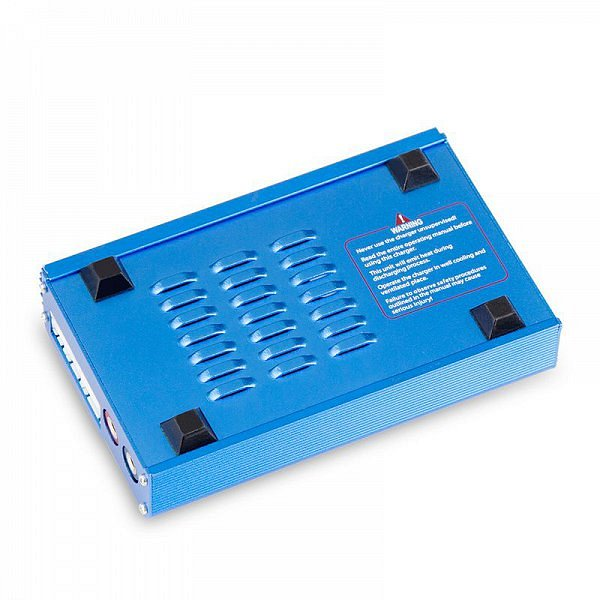 !
WARNING
Never use the charger unsupervised!
Read the entire operating manual before
using this charger.
This unit will emit heat during
discharging process.
Operate the charger in well cooling and
ventilated place.
Failure to observe safety procedures
outlined in the manual may cause
serious injury!